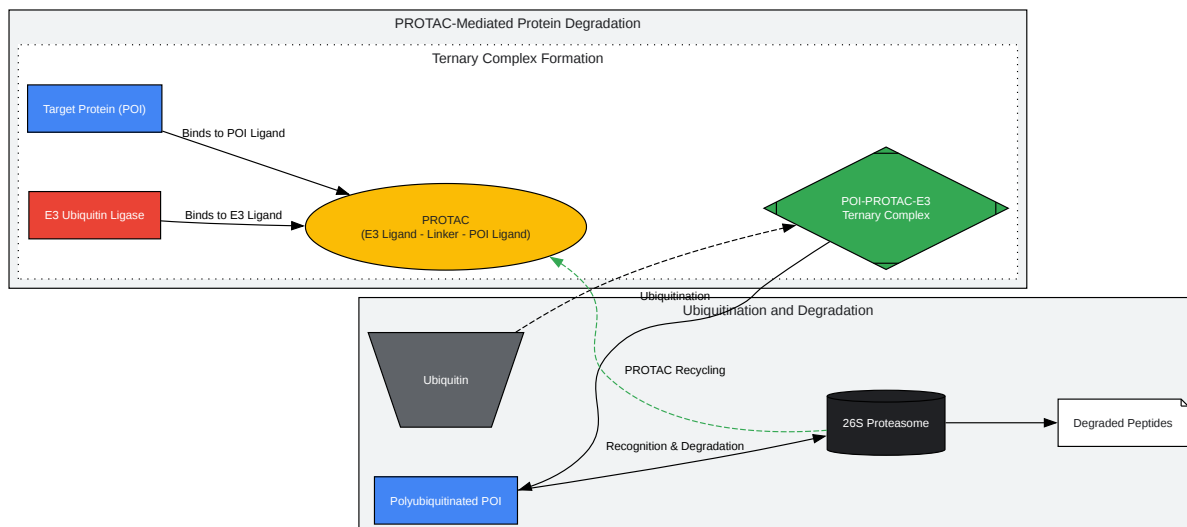 PROTAC-Mediated Protein Degradation
Ternary Complex Formation
Target Protein (POI)
Binds to POI Ligand
E3 Ubiquitin Ligase
Binds to E3 Ligand
PROTAC
(E3 Ligand - Linker - POI Ligand)
POI-PROTAC-E3
Ternary Complex
Ubiquitination
Ubiquitination and Degradation
Ubiquitin
PROTAC Recycling
26S Proteasome
Degraded Peptides
Recognition & Degradation
Polyubiquitinated POI